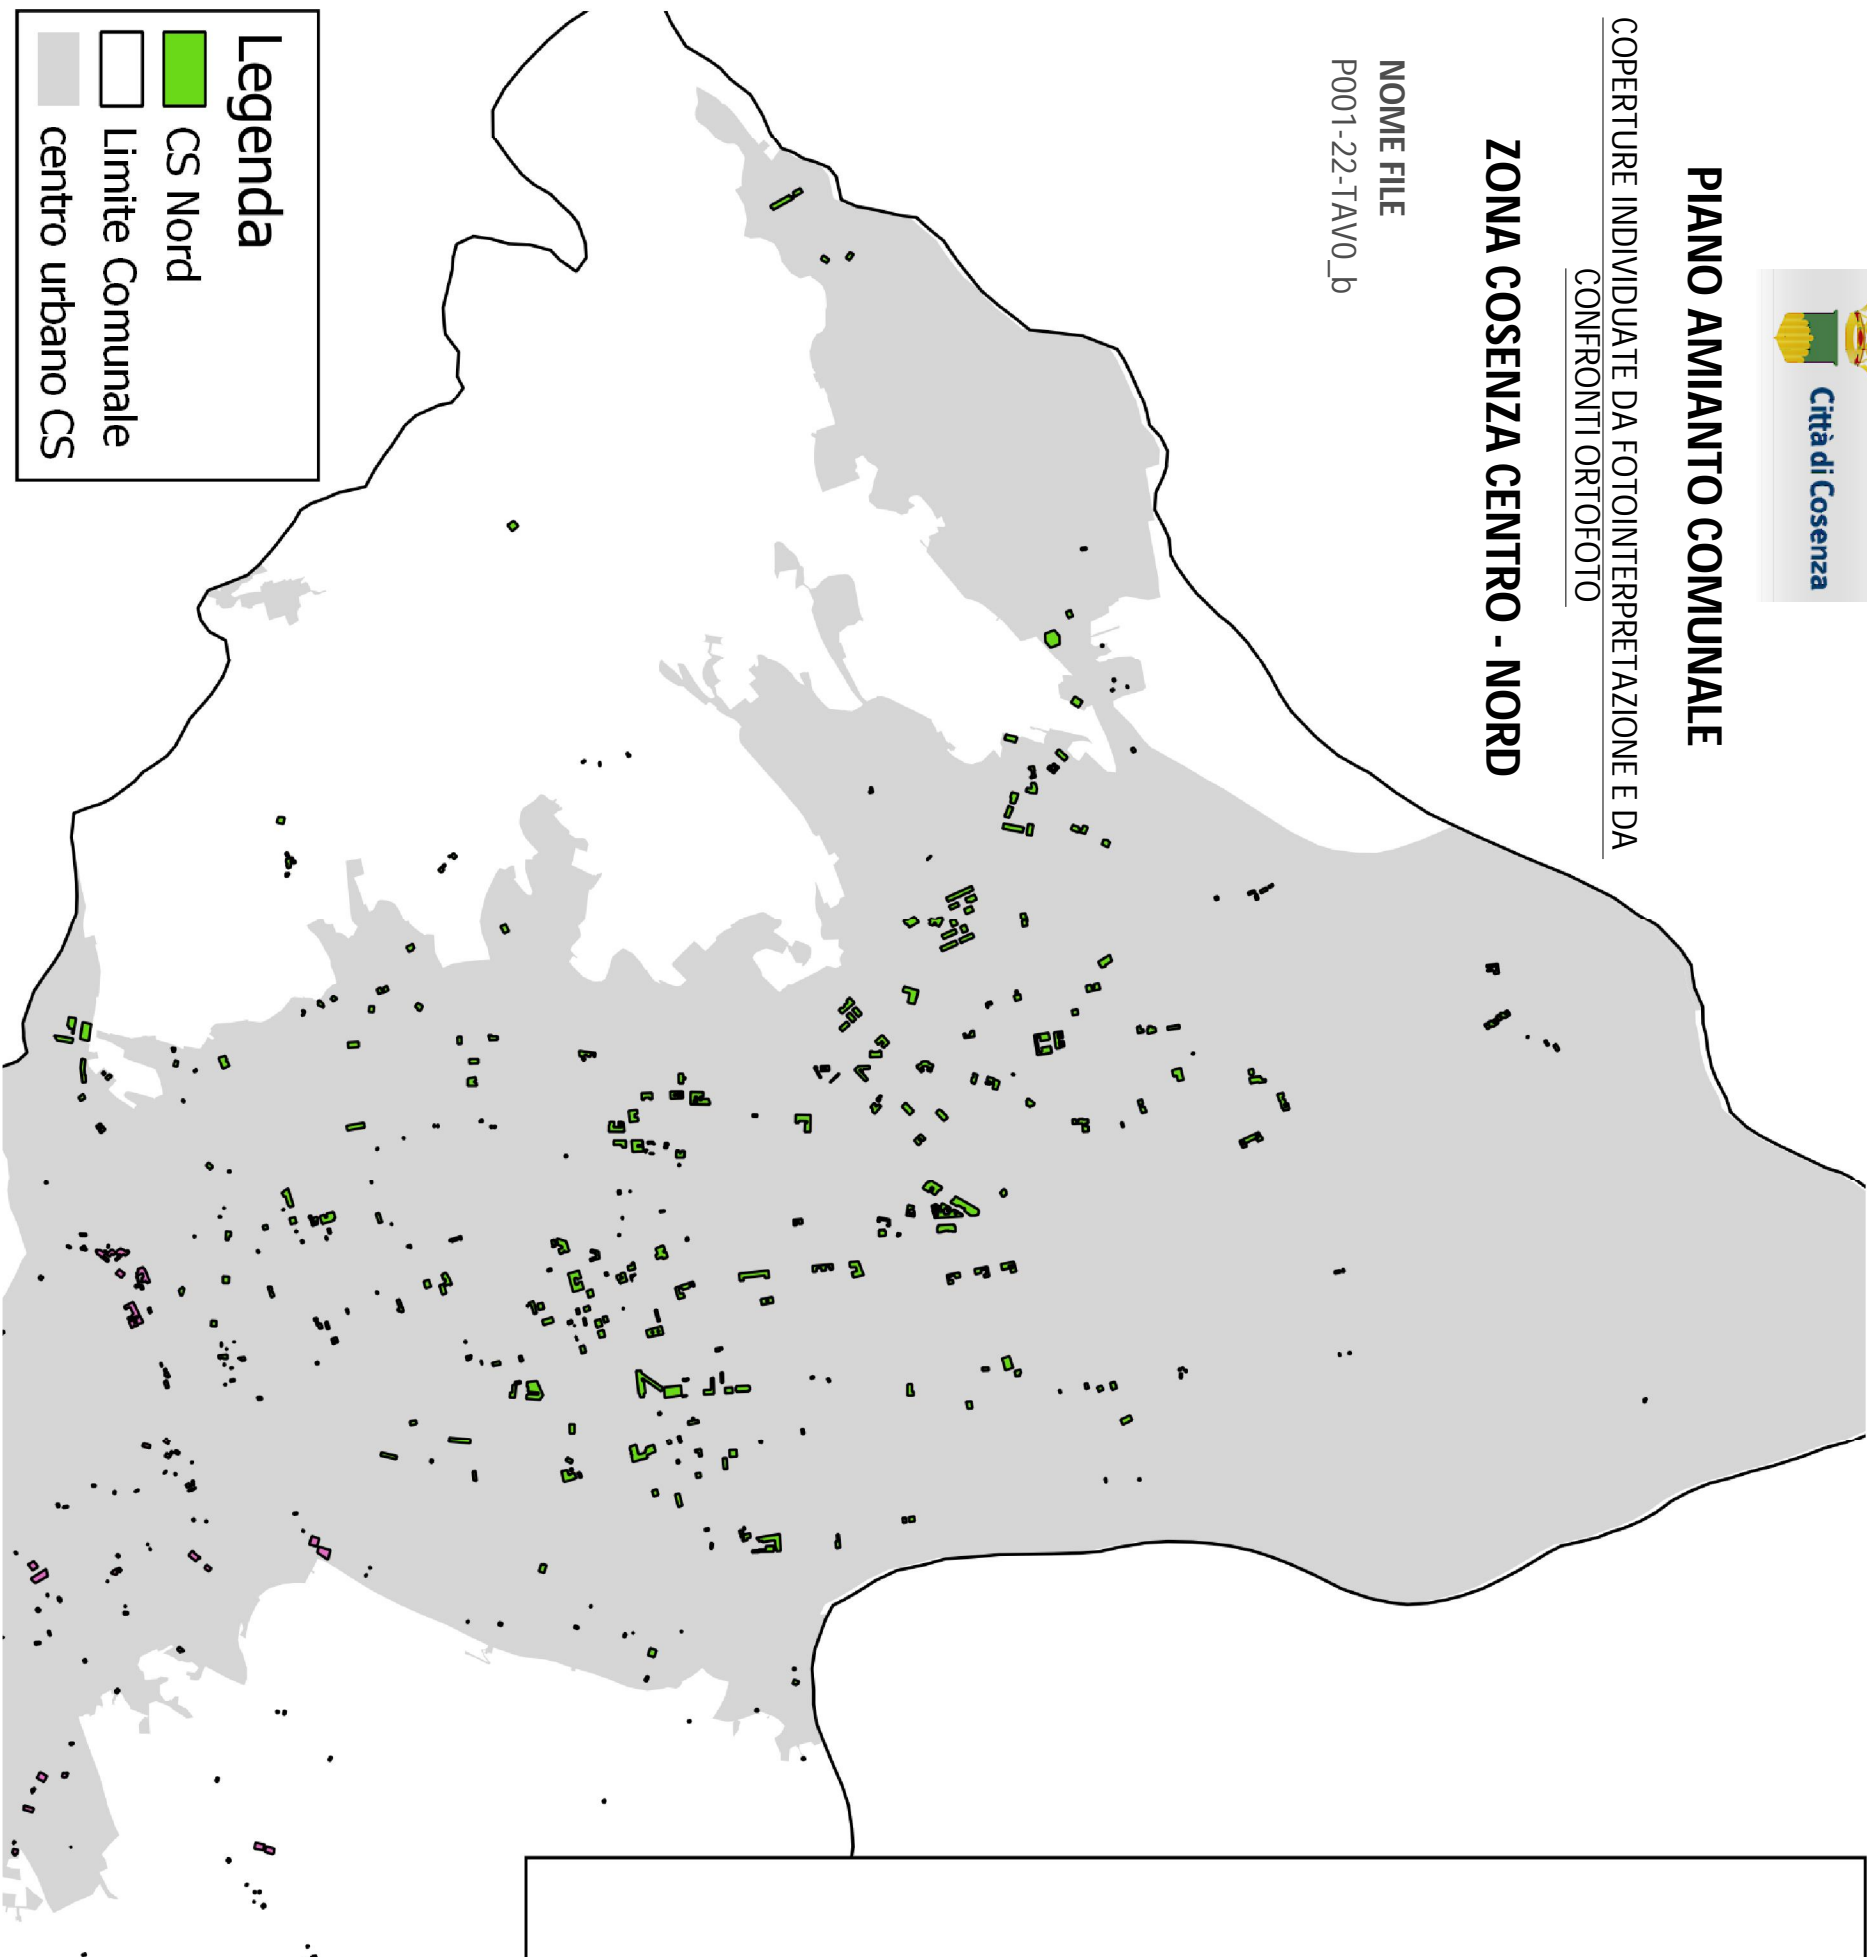 Città di Cosenza
PIANO AMIANTO COMUNALE
COPERTURE INDIVIDUATE DA FOTOINTERPRETAZIONE E DA
CONFRONTI ORTOFOTO
ZONA COSENZA CENTRO - NORD
NOME FILE
P001-22-TAV0_b
Legenda
CS Nord
Limite Comunale
centro urbano CS